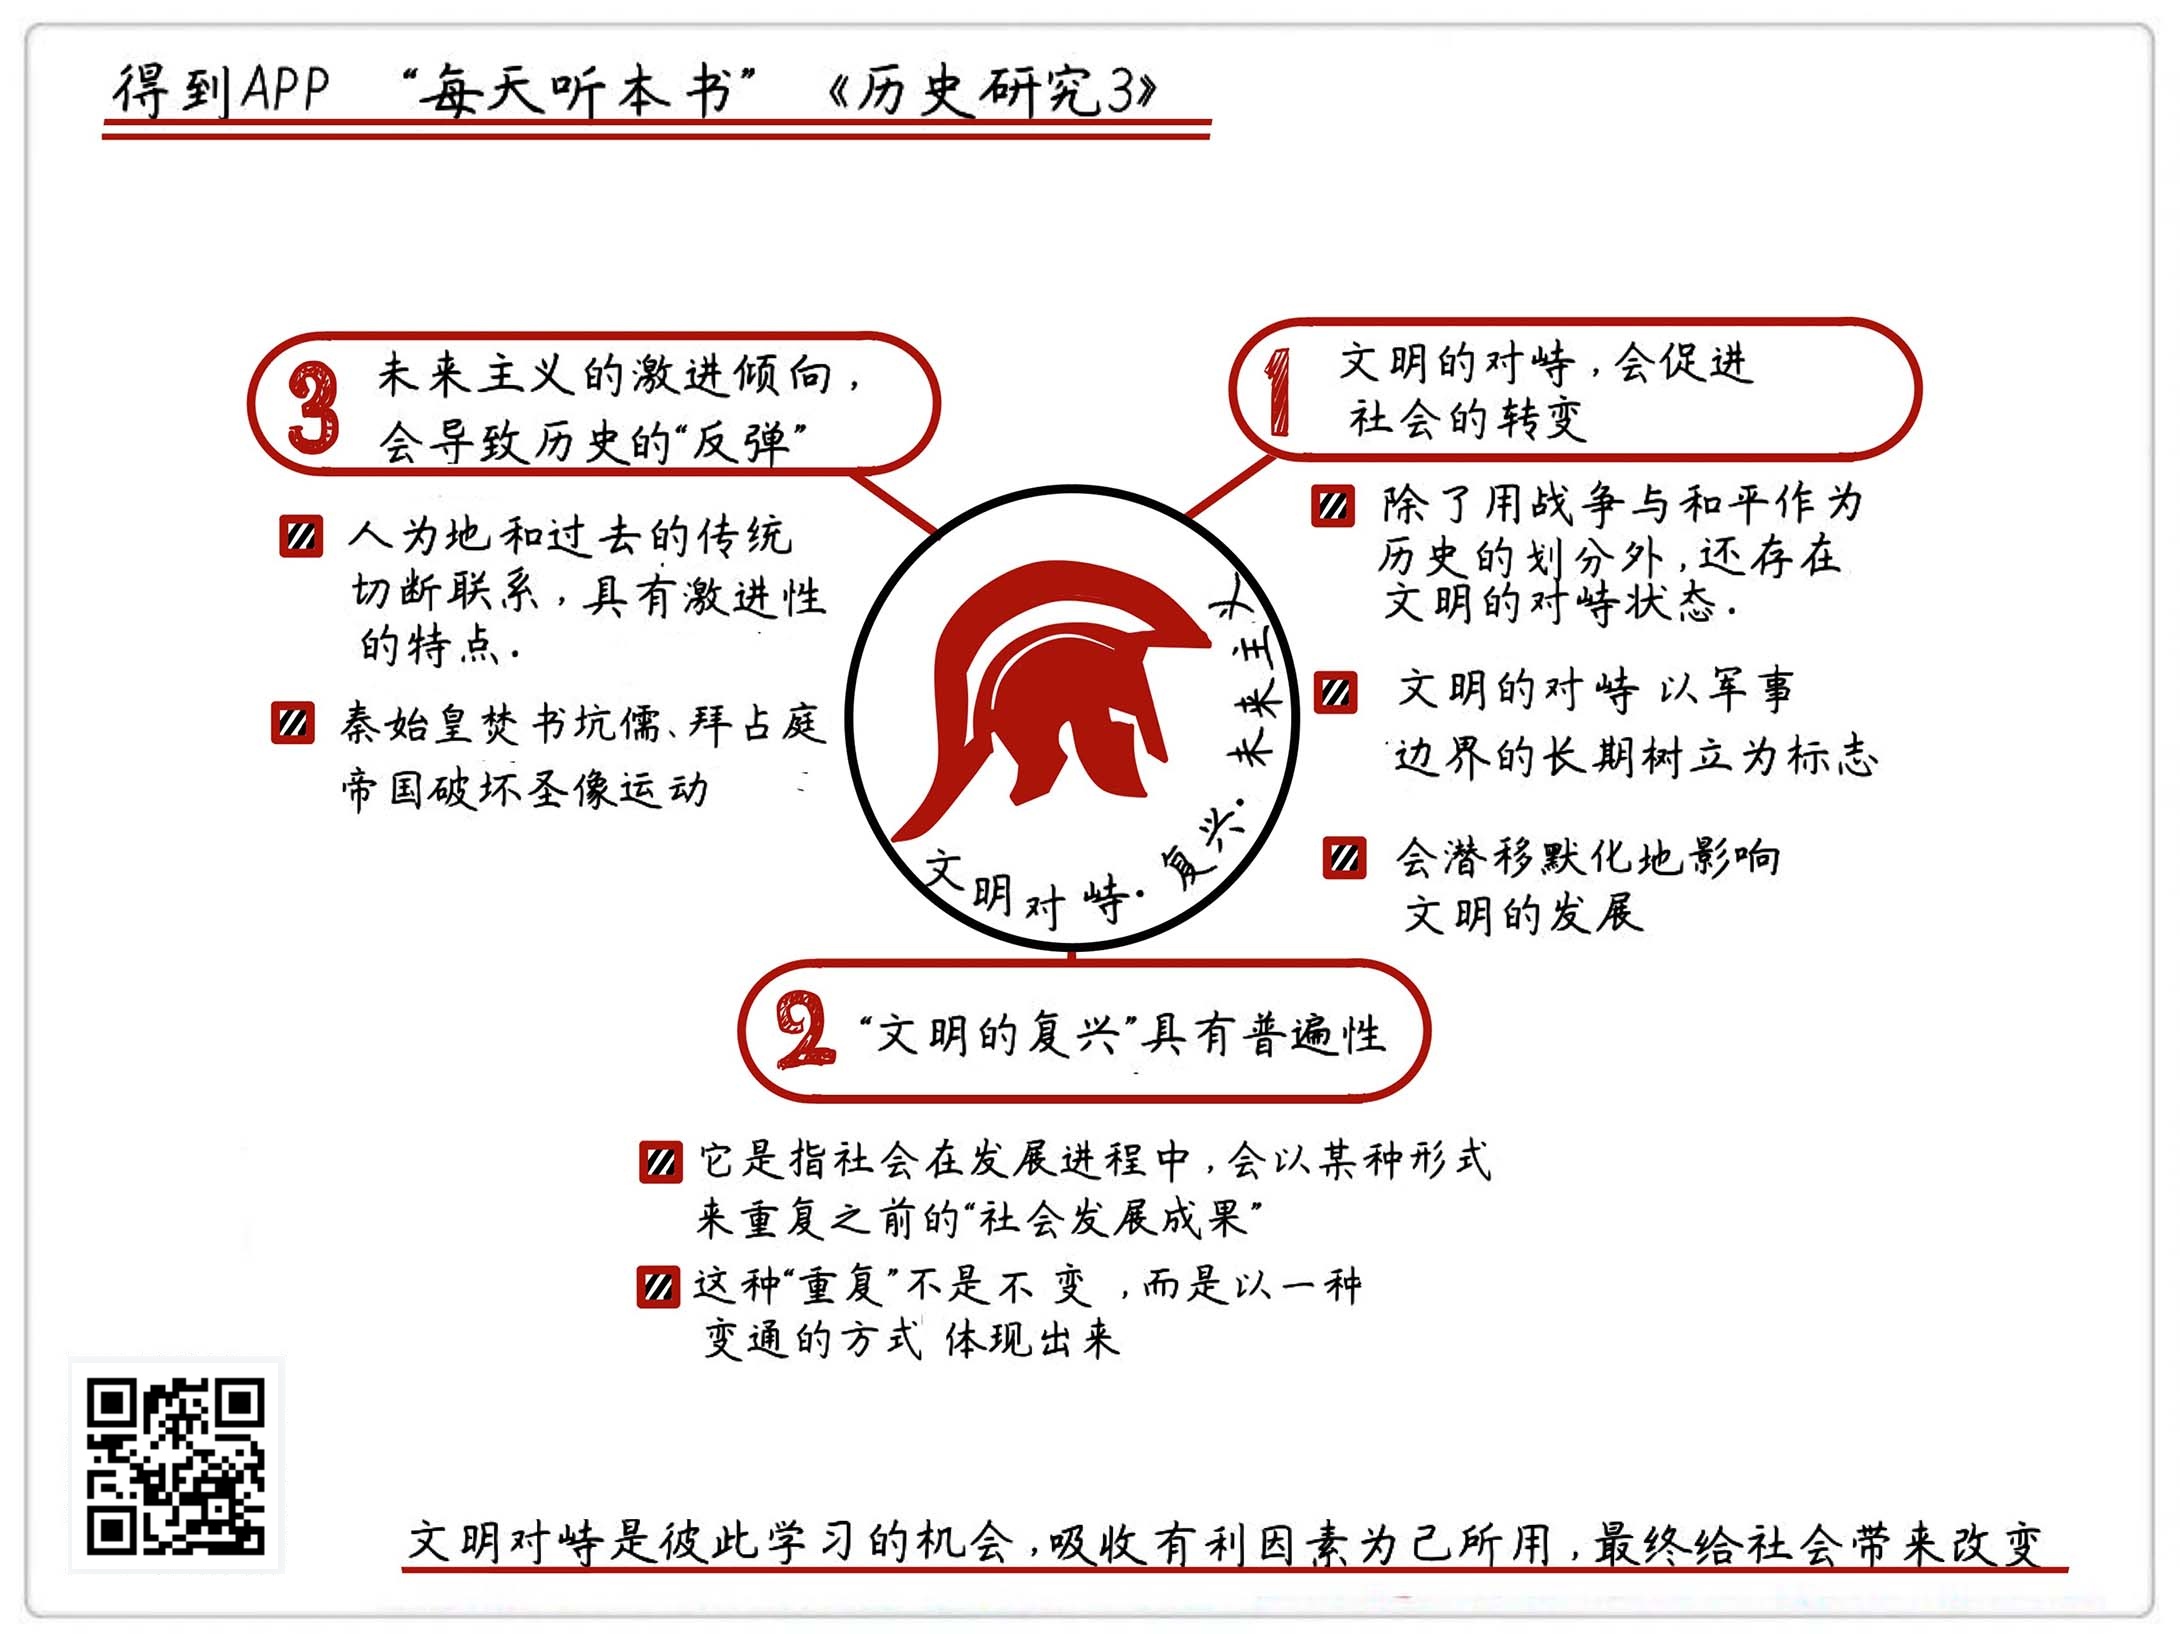 得到APP “每天听本书” 《历史研究3》
1
文明的对峙，会促进
社会的转变
除了用战争与和平作为
历史的划分外，还存在
文明的对峙状态．
文明的对峙以军事
边界的长期树立为标志
会潜移默化地影响
文明的发展
2
“文明的复兴”具有普遍性
它是指社会在发展进程中，会以某种形式
来重复之前的“社会发展成果”
这种“重复”不是不变，而是以一种
变通的方式体现出来
3
未来主义的激进倾向，
会导致历史的“反弹”
人为地和过去的传统
切断联系，具有激进性
的特点．
秦始皇焚书坑儒、拜占庭
帝国破坏圣像运动
文明对峙·复兴·未来主义
文明对峙是彼此学习的机会，吸收有利因素为己所用，最终给社会带来改变